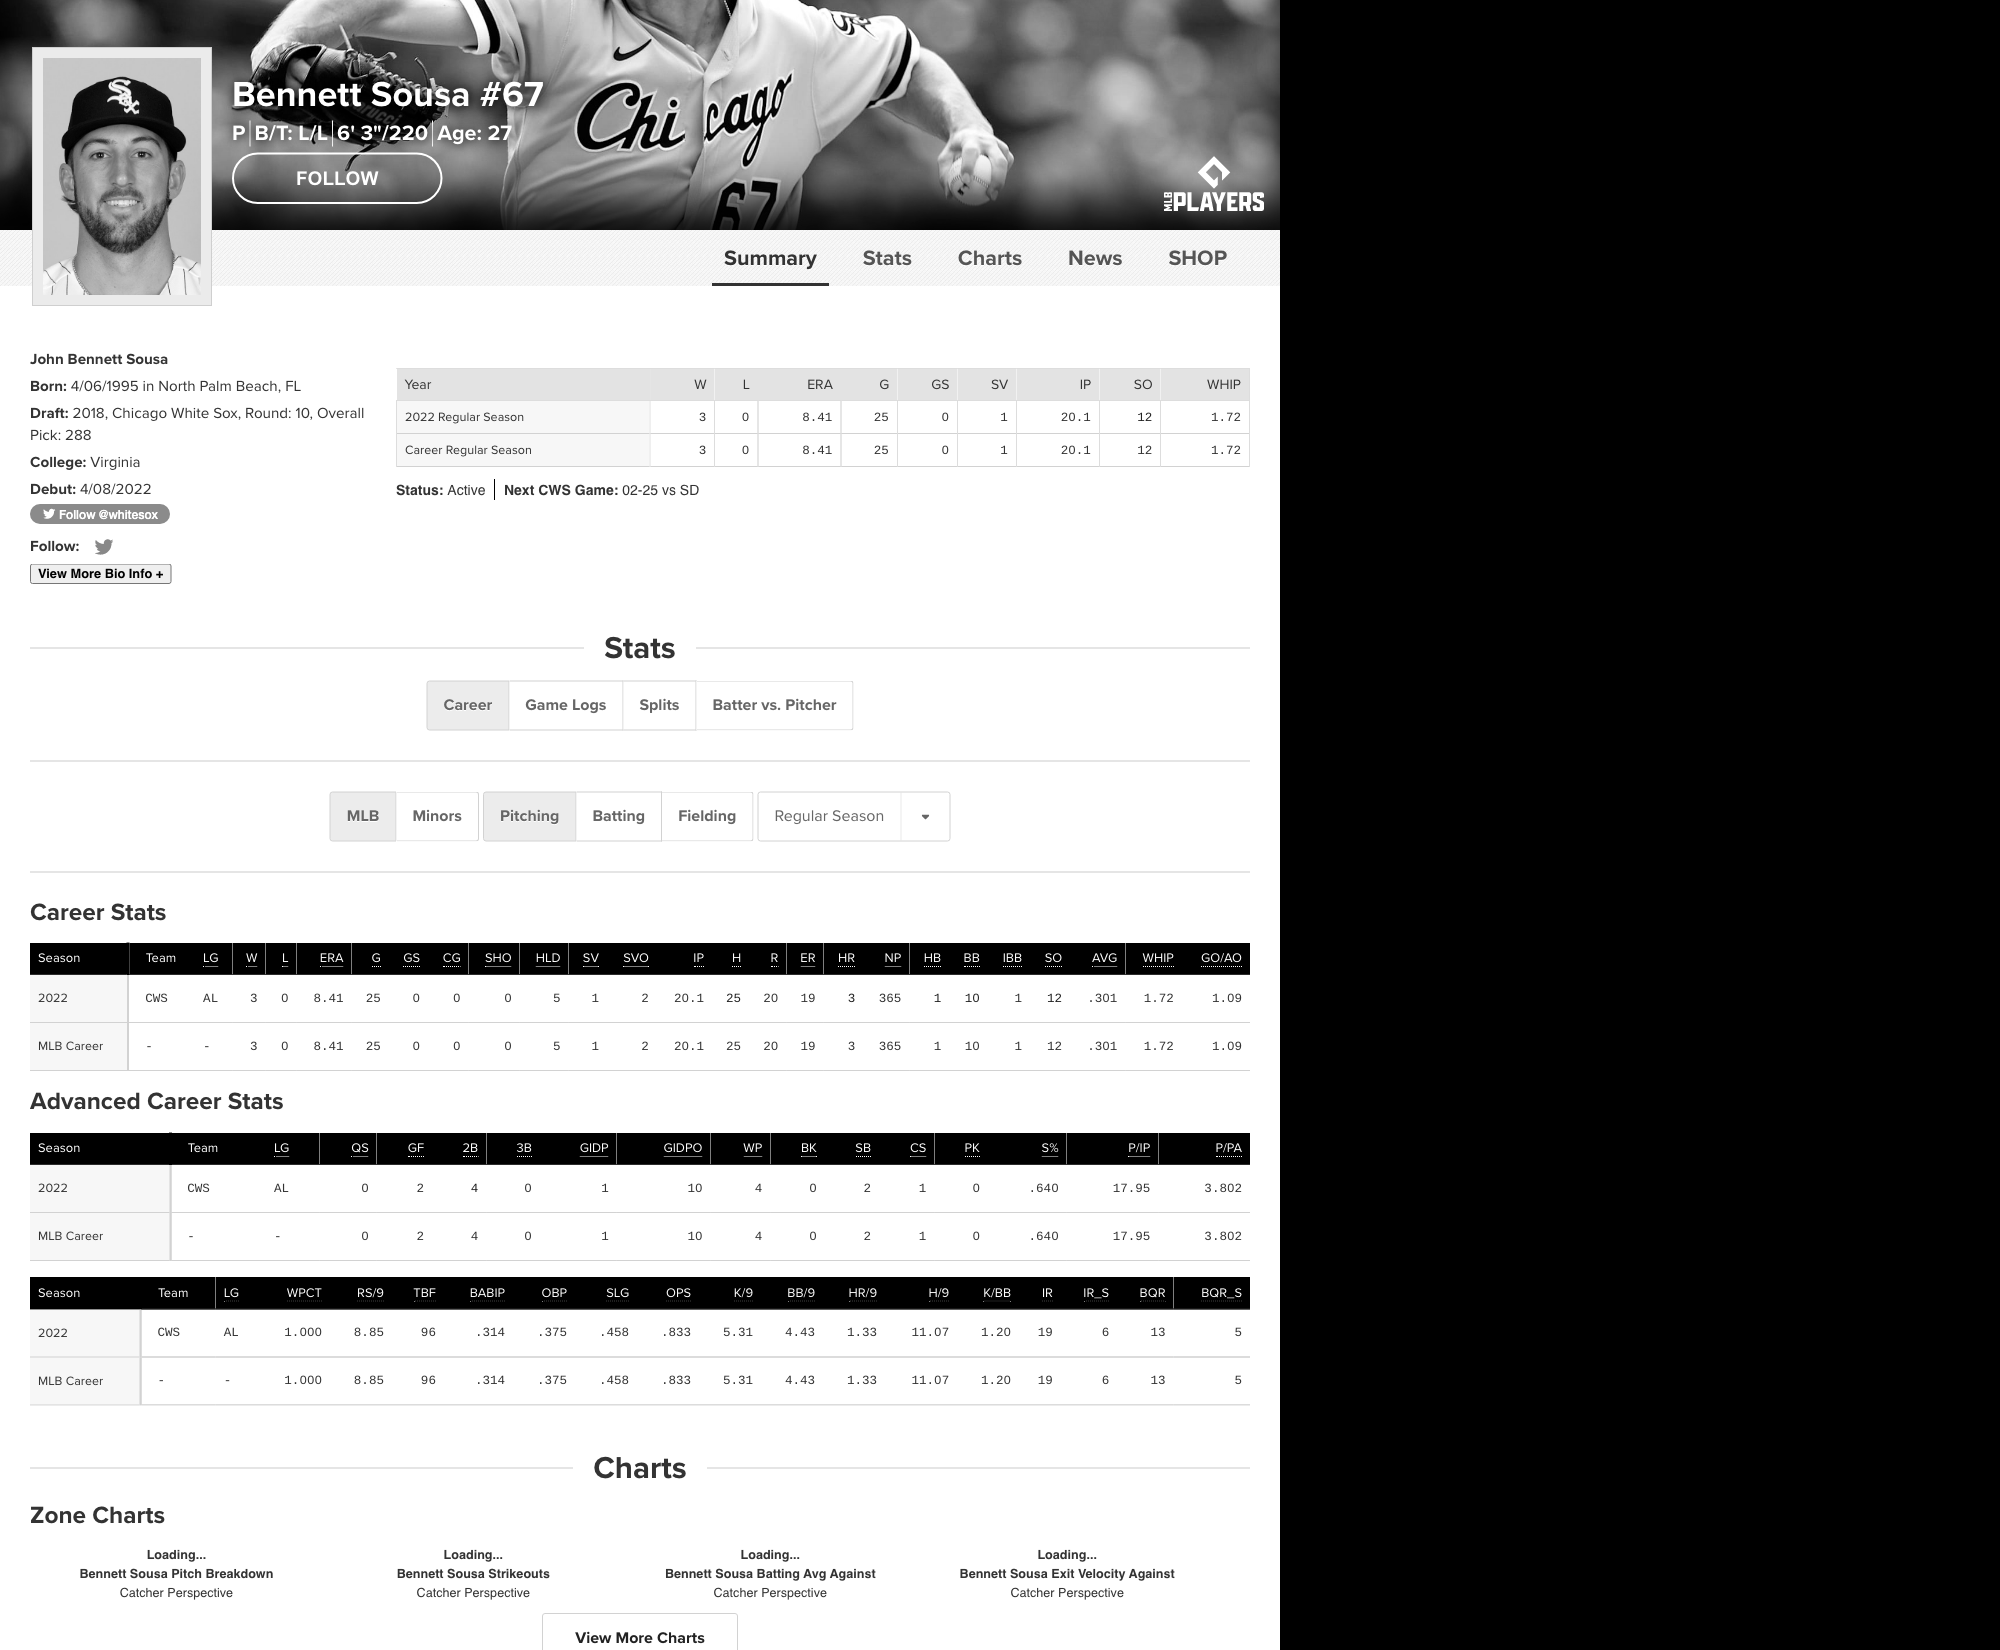 Chicago
67
Bennett Sousa #67
P B/T: L/L 6' 3"/220 Age: 27
FOLLOW
MLB PLAYERS
Summary Stats Charts News SHOP
John Bennett Sousa
Born: 4/06/1995 in North Palm Beach, FL
Draft: 2018, Chicago White Sox, Round: 10, Overall
Pick: 288
College: Virginia
Debut: 4/08/2022
Follow @whitesox
Follow:
View More Bio Info +
Year W L ERA G GS SV IP SO WHIP
2022 Regular Season 3 0 8.41 25 0 1 20.1 12 1.72
Career Regular Season 3 0 8.41 25 0 1 20.1 12 1.72
Status: Active Next CWS Game: 02-25 vs SD
Stats
Career Game Logs Splits Batter vs. Pitcher
MLB Minors Pitching Batting Fielding Regular Season
Career Stats
Season Team LG W L ERA G GS CG SHO HLD SV SVO IP H R ER HR NP HB BB IBB SO AVG WHIP GO/AO
2022 CWS AL 3 0 8.41 25 0 0 0 5 1 2 20.1 25 20 19 3 365 1 10 1 12 .301 1.72 1.09
MLB Career - - 3 0 8.41 25 0 0 0 5 1 2 20.1 25 20 19 3 365 1 10 1 12 .301 1.72 1.09
Advanced Career Stats
Season Team LG QS GF 2B 3B GIDP GIDPO WP BK SB CS PK S% P/IP P/PA
2022 CWS AL 0 2 4 0 1 10 4 0 2 1 0 .640 17.95 3.802
MLB Career - - 0 2 4 0 1 10 4 0 2 1 0 .640 17.95 3.802
Season Team LG WPCT RS/9 TBF BABIP OBP SLG OPS K/9 BB/9 HR/9 H/9 K/BB IR IR_S BQR BQR_S
2022 CWS AL 1.000 8.85 96 .314 .375 .458 .833 5.31 4.43 1.33 11.07 1.20 19 6 13 5
MLB Career - - 1.000 8.85 96 .314 .375 .458 .833 5.31 4.43 1.33 11.07 1.20 19 6 13 5
Charts
Zone Charts
Loading... Loading... Loading... Loading...
Bennett Sousa Pitch Breakdown Bennett Sousa Strikeouts Bennett Sousa Batting Avg Against Bennett Sousa Exit Velocity Against
Catcher Perspective Catcher Perspective Catcher Perspective Catcher Perspective
View More Charts